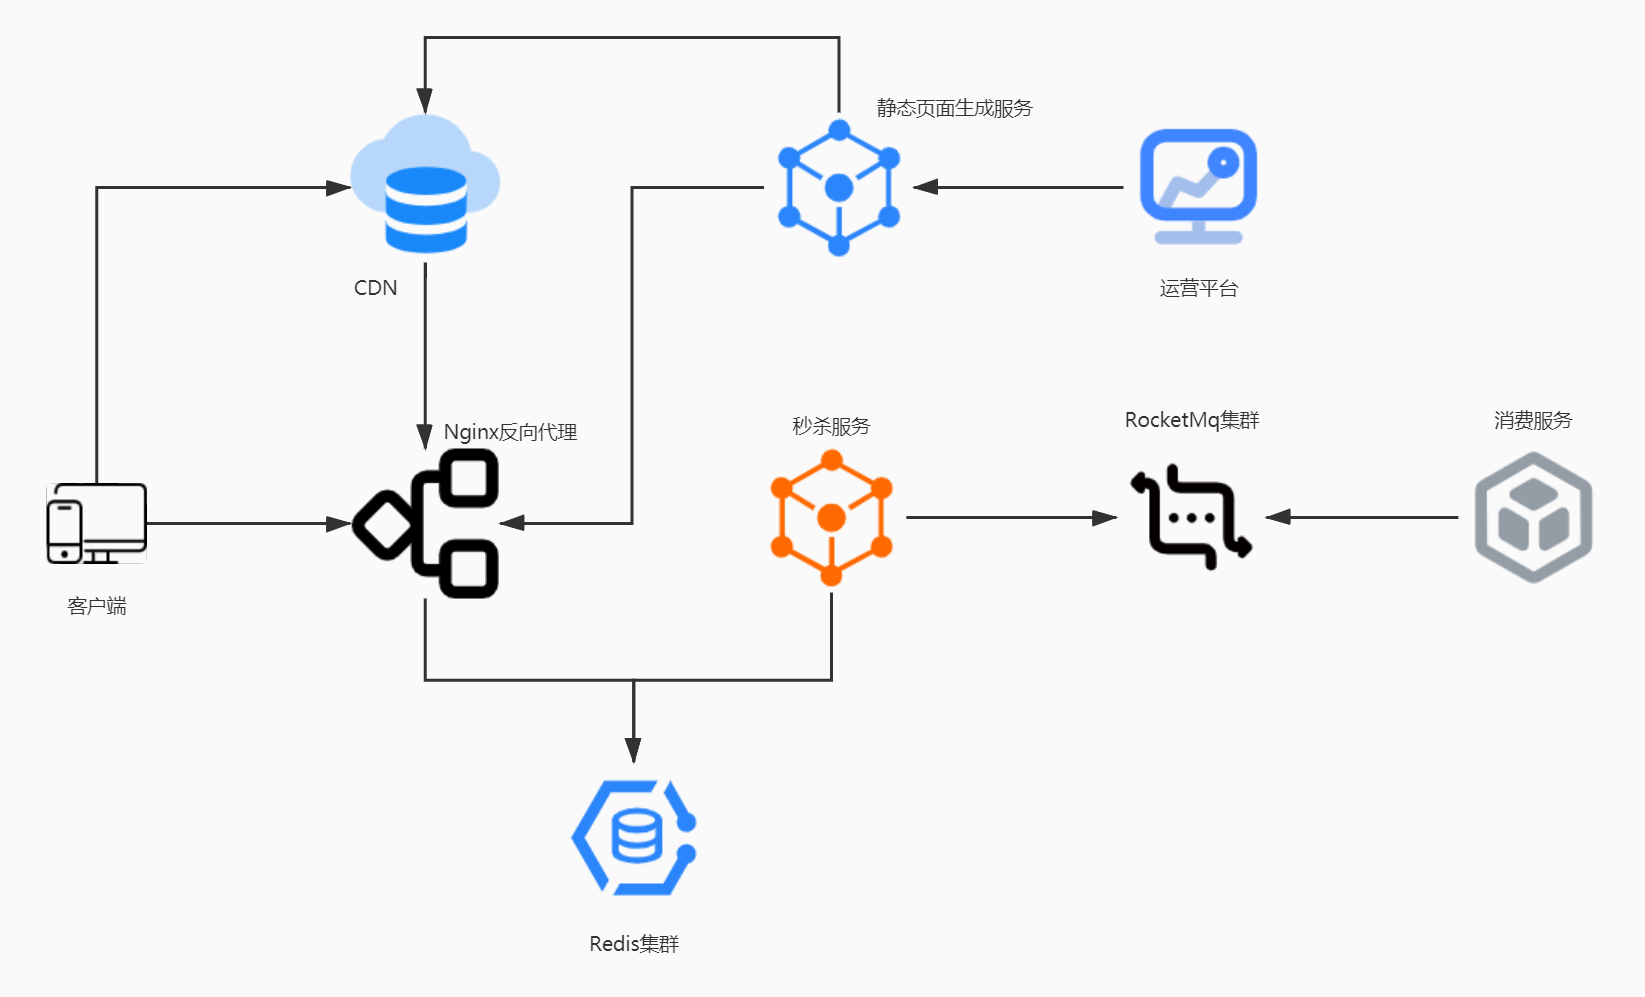 静态页面生成服务
CDN
运营平台
Nginx反向代理
秒杀服务
RocketMq集群
消费服务
客户端
Redis集群